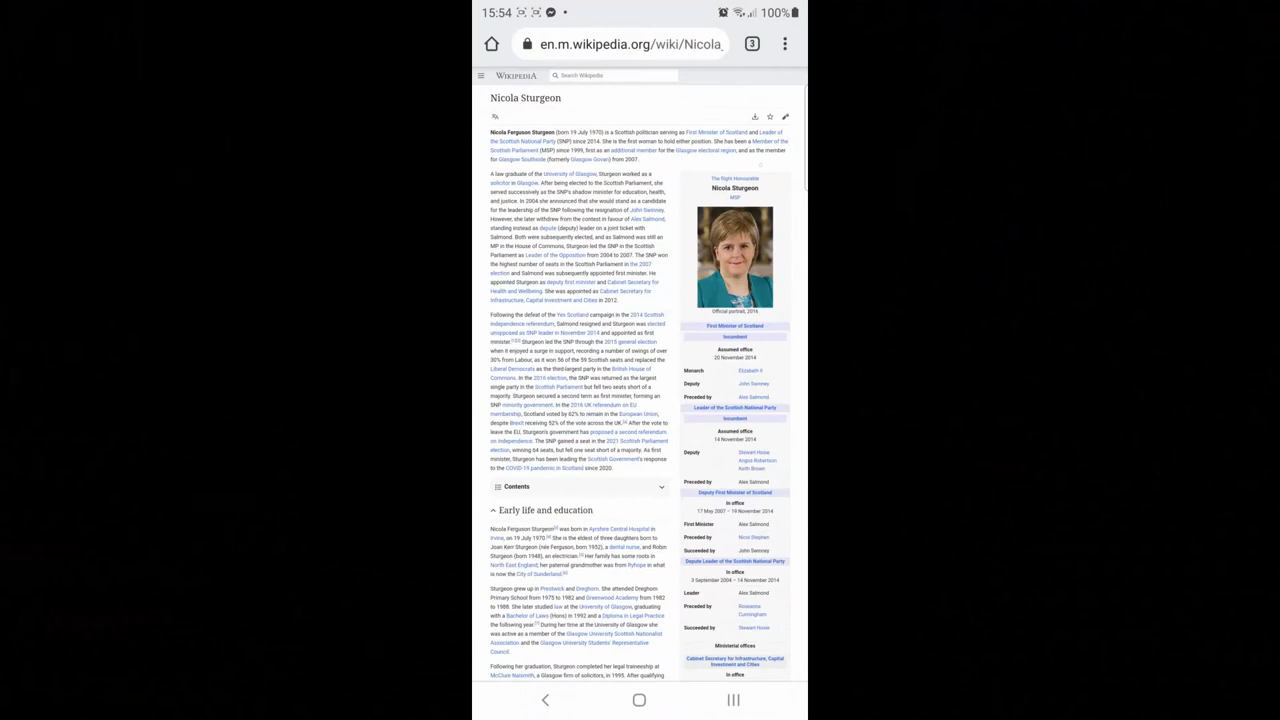 15:54
100%
en.m.wikipedia.org/wiki/Nicola_
3
WIKIPEDIA
Search Wikipedia
Nicola Sturgeon
Nicola Ferguson Sturgeon (born 19 July 1970) is a Scottish politician serving as First Minister of Scotland and Leader of
the Scottish National Party (SNP) since 2014. She is the first woman to hold either position. She has been a Member of the
Scottish Parliament (MSP) since 1999, first as an additional member for the Glasgow electoral region, and as the member
for Glasgow Southside (formerly Glasgow Govan) from 2007.
A law graduate of the University of Glasgow, Sturgeon worked as a
solicitor in Glasgow. After being elected to the Scottish Parliament, she
served successively as the SNP's shadow minister for education, health,
and justice. In 2004 she announced that she would stand as a candidate
for the leadership of the SNP following the resignation of John Swinney.
However, she later withdrew from the contest in favour of Alex Salmond,
standing instead as depute (deputy) leader on a joint ticket with
Salmond. Both were subsequently elected, and as Salmond was still an
MP in the House of Commons, Sturgeon led the SNP in the Scottish
Parliament as Leader of the Opposition from 2004 to 2007. The SNP won
the highest number of seats in the Scottish Parliament in the 2007
election and Salmond was subsequently appointed first minister. He
appointed Sturgeon as deputy first minister and Cabinet Secretary for
Health and Wellbeing. She was appointed as Cabinet Secretary for
Infrastructure, Capital Investment and Cities in 2012.
Following the defeat of the Yes Scotland campaign in the 2014 Scottish
independence referendum, Salmond resigned and Sturgeon was elected
unopposed as SNP leader in November 2014 and appointed as first
minister.[1][2] Sturgeon led the SNP through the 2015 general election
when it enjoyed a surge in support, recording a number of swings of over
30% from Labour, as it won 56 of the 59 Scottish seats and replaced the
Liberal Democrats as the third-largest party in the British House of
Commons. In the 2016 election, the SNP was returned as the largest
single party in the Scottish Parliament but fell two seats short of a
majority. Sturgeon secured a second term as first minister, forming an
SNP minority government. In the 2016 UK referendum on EU
membership, Scotland voted by 62% to remain in the European Union,
despite Brexit receiving 52% of the vote across the UK. After the vote to
leave the EU, Sturgeon's government has proposed a second referendum
on independence. The SNP gained a seat in the 2021 Scottish Parliament
election, winning 64 seats, but fell one seat short of a majority. As first
minister, Sturgeon has been leading the Scottish Government's response
to the COVID-19 pandemic in Scotland since 2020.
Contents
Early life and education
Nicola Ferguson Sturgeon was born in Ayrshire Central Hospital in
Irvine, on 19 July 1970. She is the eldest of three daughters born to
Joan Kerr Sturgeon (née Ferguson, born 1952), a dental nurse, and Robin
Sturgeon (born 1948), an electrician. Her family has some roots in
North East England; her paternal grandmother was from Ryhope in what
is now the City of Sunderland.
Sturgeon grew up in Prestwick and Dreghorn. She attended Dreghorn
Primary School from 1975 to 1982 and Greenwood Academy from 1982
to 1988. She later studied law at the University of Glasgow, graduating
with a Bachelor of Laws (Hons) in 1992 and a Diploma in Legal Practice
the following year. During her time at the University of Glasgow she
was active as a member of the Glasgow University Scottish Nationalist
Association and the Glasgow University Students' Representative
Council.
Following her graduation, Sturgeon completed her legal traineeship at
McClure Naismith, a Glasgow firm of solicitors, in 1995. After qualifying
The Right Honourable
Nicola Sturgeon
MSP
Official portrait, 2016
First Minister of Scotland
Incumbent
Assumed office
20 November 2014
Monarch Elizabeth II
Deputy John Swinney
Preceded by Alex Salmond
Leader of the Scottish National Party
Incumbent
Assumed office
14 November 2014
Deputy Stewart Hosie
Angus Robertson
Keith Brown
Preceded by Alex Salmond
Deputy First Minister of Scotland
In office
17 May 2007 – 19 November 2014
First Minister Alex Salmond
Preceded by Nicol Stephen
Succeeded by John Swinney
Depute Leader of the Scottish National Party
In office
3 September 2004 – 14 November 2014
Leader Alex Salmond
Preceded by Roseanna
Cunningham
Succeeded by Stewart Hosie
Ministerial offices
Cabinet Secretary for Infrastructure, Capital
Investment and Cities
In office